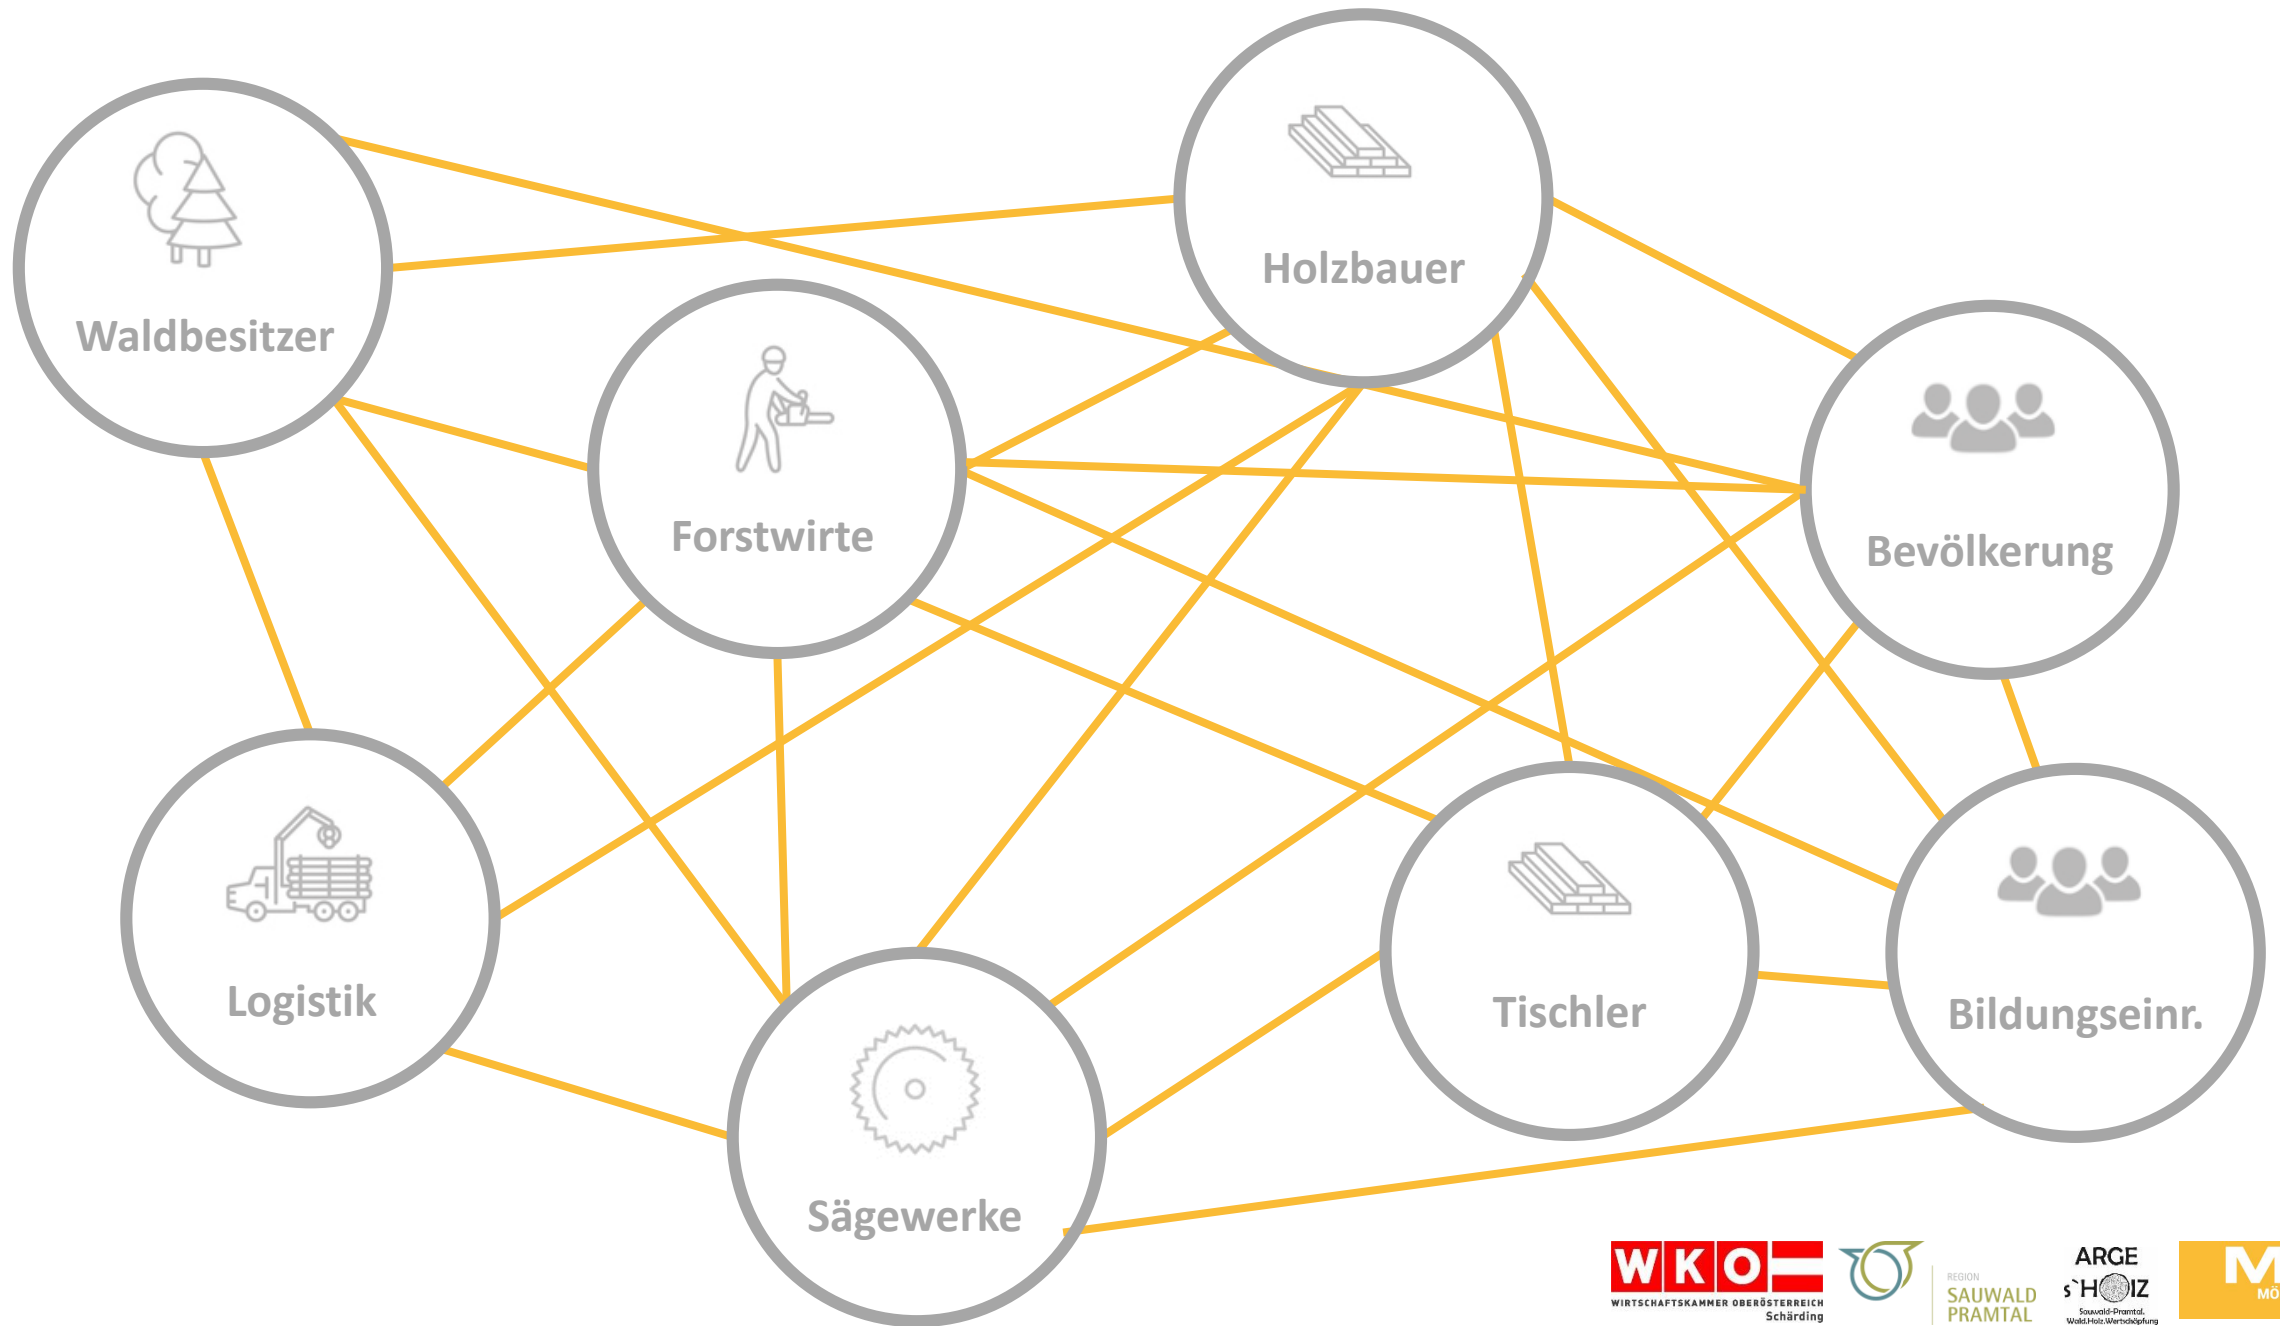 Holzbauer
Waldbesitzer
Forstwirte
Bevölkerung
Logistik
Tischler
Bildungseinr.
Sägewerke
WKO
WIRTSCHAFTSKAMMER OBERÖSTERREICH
Schärding
REGION
SAUWALD
PRAMTAL
ARGE
s`HOLZ
Sauwald-Pramtal.
Wald.Holz.Wertschöpfung